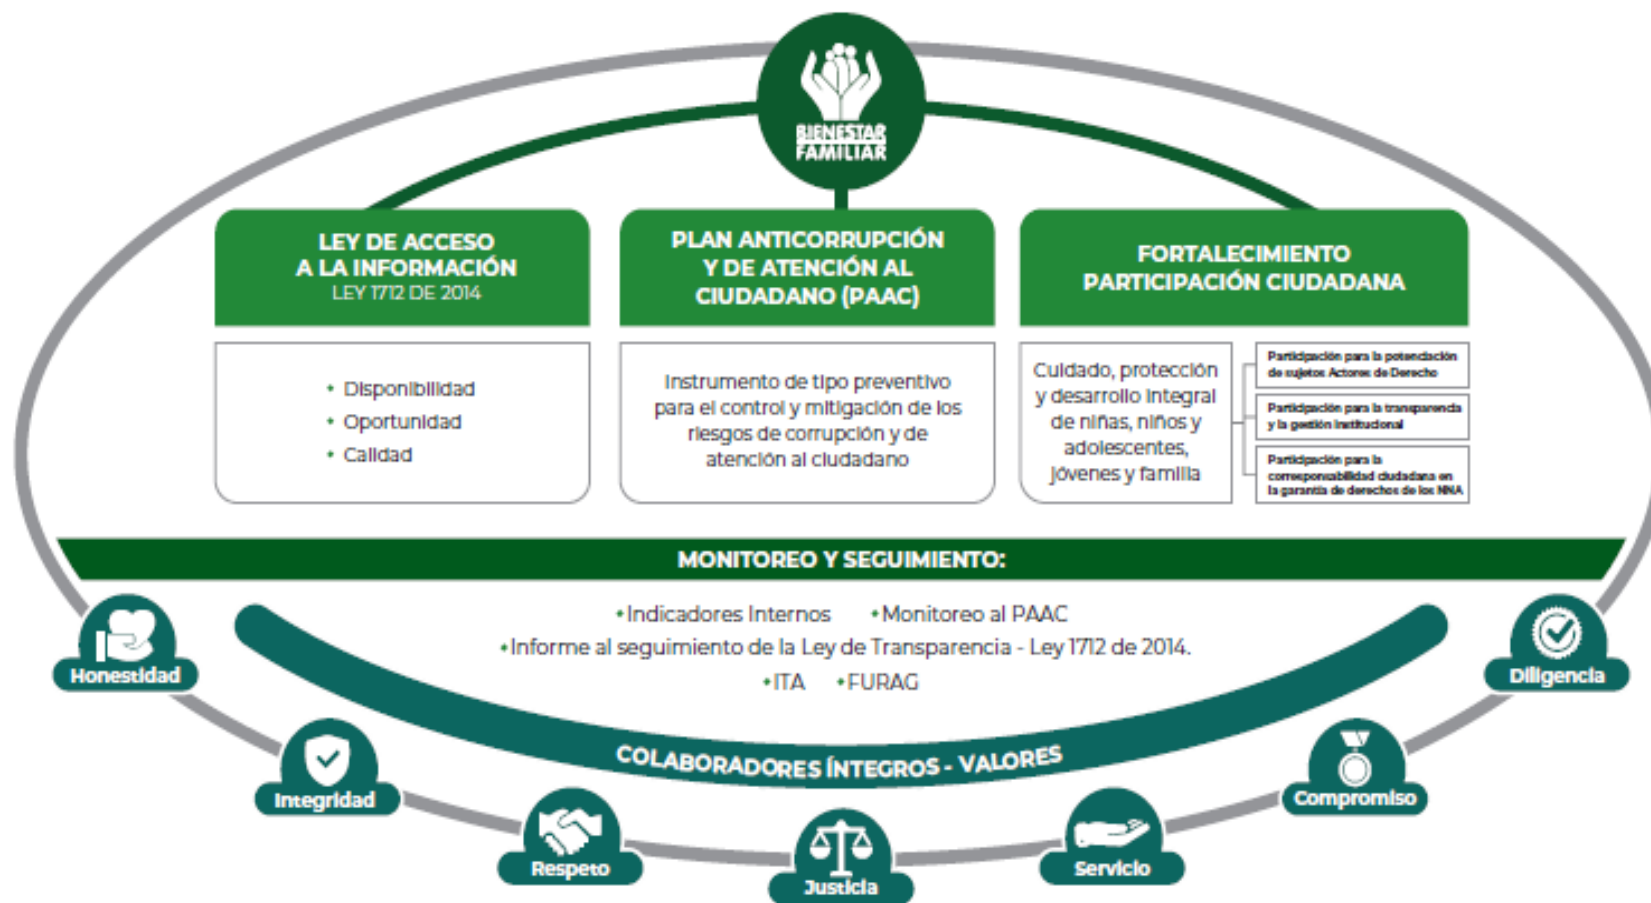 BIENESTAR
FAMILIAR
LEY DE ACCESO
A LA INFORMACIÓN
LEY 1712 DE 2014
• Disponibilidad
• Oportunidad
• Calidad
PLAN ANTICORRUPCIÓN
Y DE ATENCIÓN AL
CIUDADANO (PAAC)
Instrumento de tipo preventivo
para el control y mitigación de los
riesgos de corrupción y de
atención al ciudadano
FORTALECIMIENTO
PARTICIPACIÓN CIUDADANA
Cuidado, protección
y desarrollo integral
de niñas, niños y
adolescentes,
jóvenes y familia
Participación para la potenciación
de sujetos Actores de Derecho
Participación para la transparencia
y la gestión institucional
Participación para la
corresponsabilidad ciudadana en
la garantía de derechos de los NNA
MONITOREO Y SEGUIMIENTO:
•Indicadores Internos •Monitoreo al PAAC
•Informe al seguimiento de la Ley de Transparencia - Ley 1712 de 2014.
•ITA •FURAG
COLABORADORES ÍNTEGROS - VALORES
Honestidad
Integridad
Respeto
Justicia
Servicio
Compromiso
Diligencia